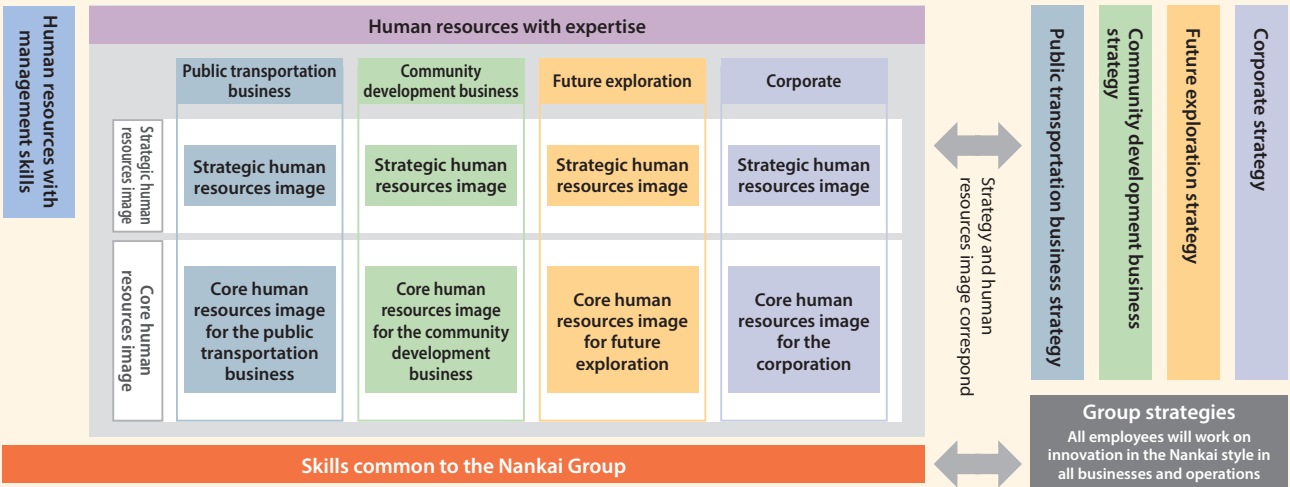 Human resources with
management skills
Human resources with expertise
Public transportation
business
Community
development business
Future exploration
Corporate
Strategic human
resources image
Strategic human
resources image
Strategic human
resources image
Strategic human
resources image
Strategic human
resources image
Core human
resources image
Core human
resources image
for the public
transportation
business
Core human
resources image
for the community
development
business
Core human
resources image
for future
exploration
Core human
resources image
for the
corporation
Skills common to the Nankai Group
Strategy and human
resources image correspond
Public transportation business strategy
Community development business
strategy
Future exploration strategy
Corporate strategy
Group strategies
All employees will work on
innovation in the Nankai style in
all businesses and operations